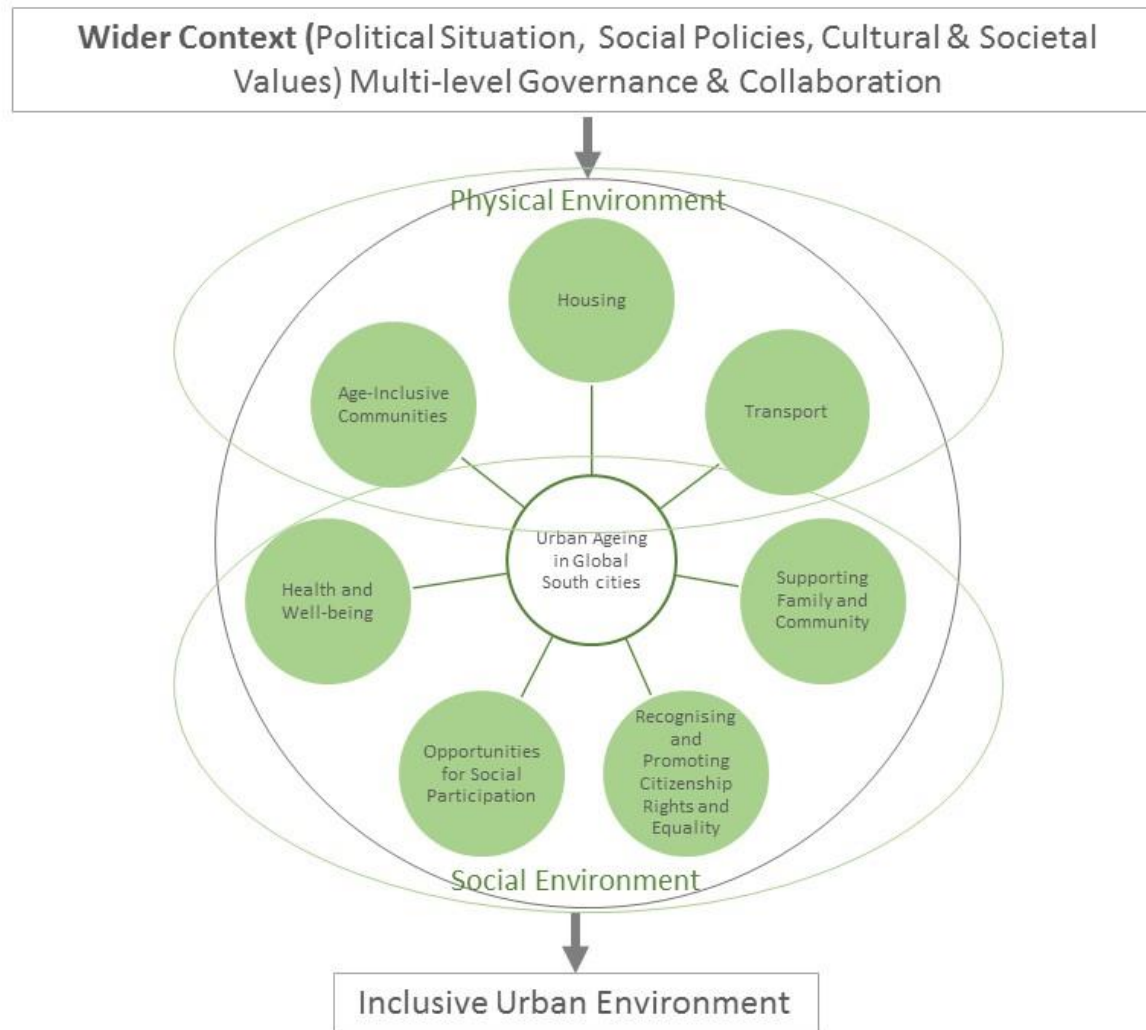 Wider Context (Political Situation, Social Policies, Cultural & Societal
Values) Multi-level Governance & Collaboration
Physical Environment
Housing
Age-Inclusive
Communities
Transport
Urban Ageing
in Global
South cities
Health and
Well-being
Supporting
Family and
Community
Opportunities
for Social
Participation
Recognising
and
Promoting
Citizenship
Rights and
Equality
Social Environment
Inclusive Urban Environment